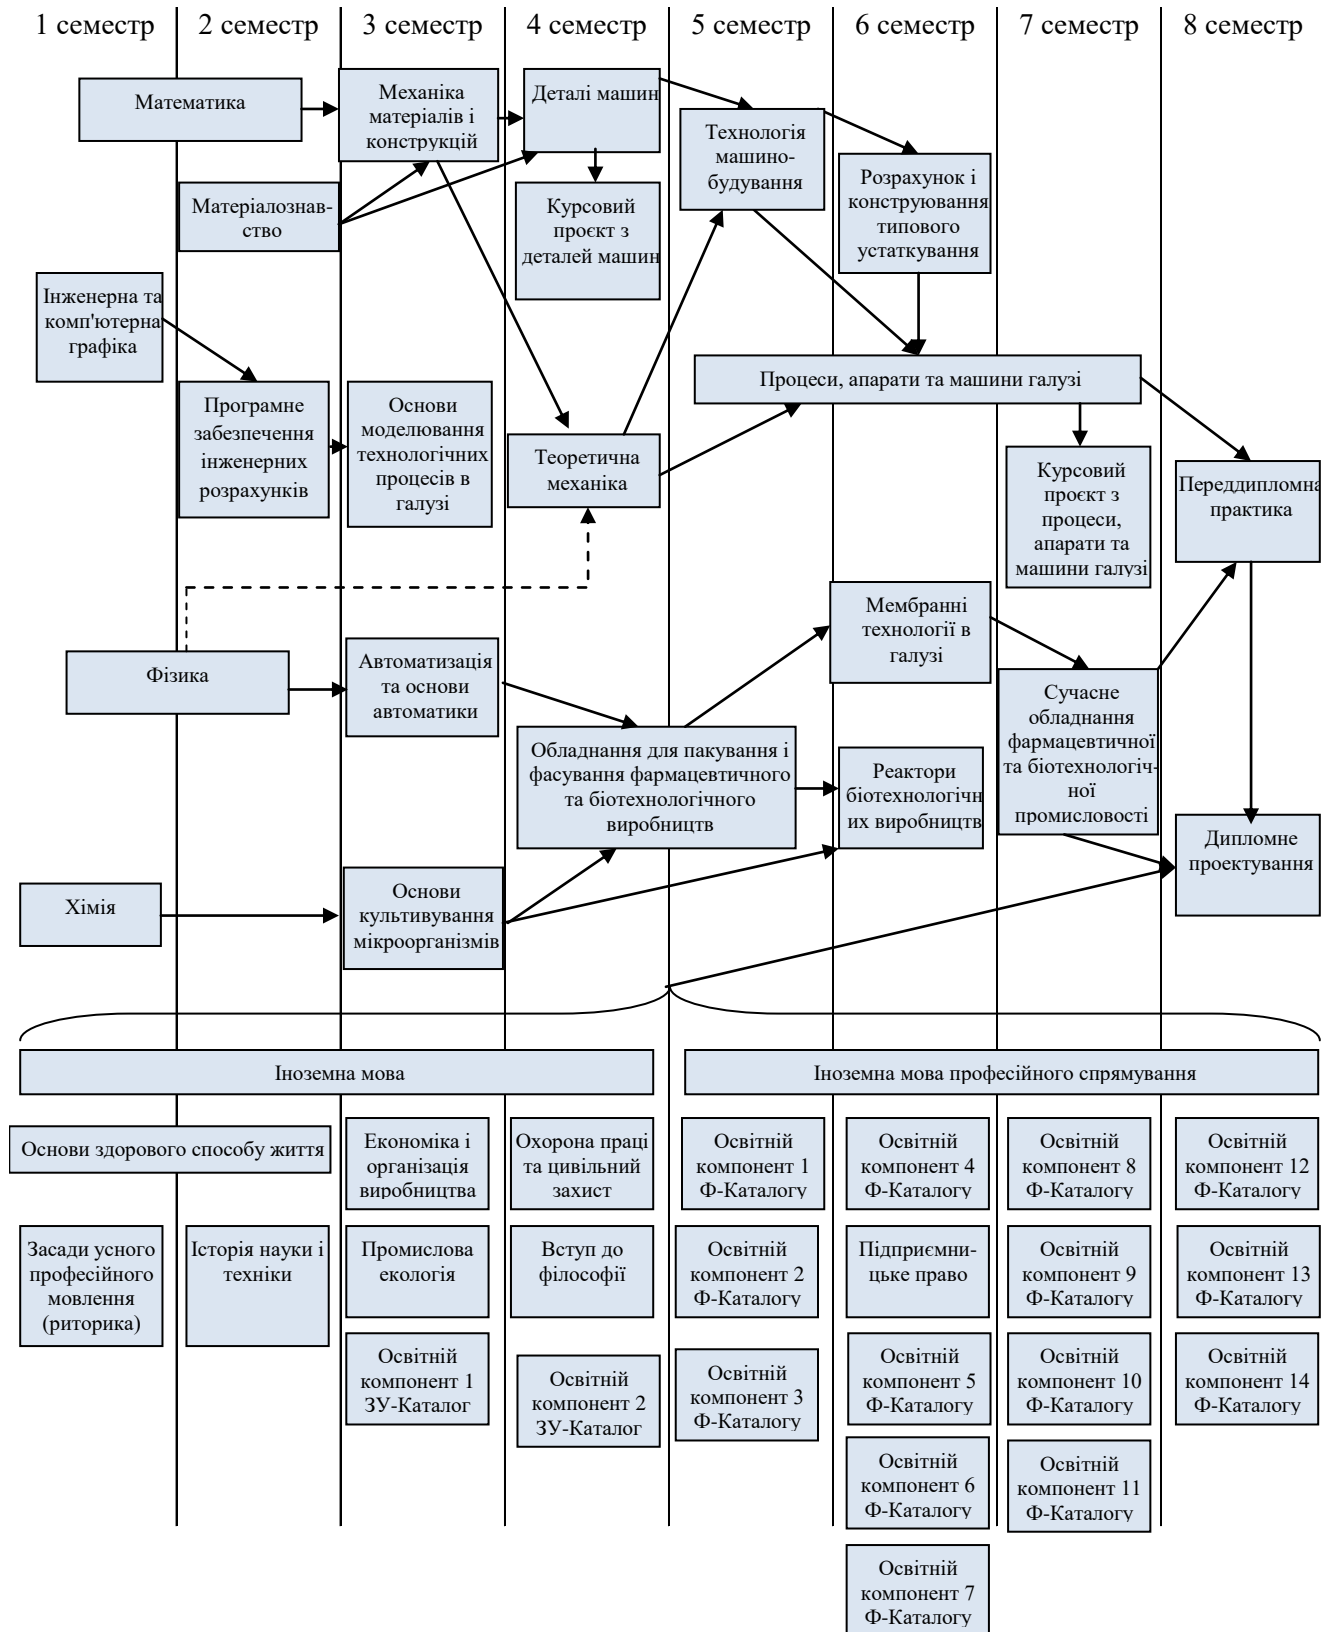 1 семестр
2 семестр
3 семестр
4 семестр
5 семестр
6 семестр
7 семестр
8 семестр
Математика
Механіка
матеріалів і
конструкцій
Деталі машин
Технологія
машино-
будування
Розрахунок і
конструювання
типового
устаткування
Матеріалознав-
ство
Курсовий
проєкт з
деталей машин
Інженерна та
комп'ютерна
графіка
Процеси, апарати та машини галузі
Програмне
забезпечення
інженерних
розрахунків
Основи
моделювання
технологічних
процесів в
галузі
Теоретична
механіка
Курсовий
проєкт з
процеси,
апарати та
машини галузі
Переддипломна
практика
Мембранні
технології в
галузі
Фізика
Автоматизація
та основи
автоматики
Сучасне
обладнання
фармацевтичної
та біотехнологіч-
ної
промисловості
Обладнання для пакування і
фасування фармацевтичного
та біотехнологічного
виробництв
Реактори
біотехнологічн
их виробництв
Дипломне
проектування
Хімія
Основи
культивування
мікроорганізмів
Іноземна мова
Іноземна мова професійного спрямування
Основи здорового способу життя
Економіка і
організація
виробництва
Охорона праці
та цивільний
захист
Освітній
компонент 1
Ф-Каталогу
Освітній
компонент 4
Ф-Каталогу
Освітній
компонент 8
Ф-Каталогу
Освітній
компонент 12
Ф-Каталогу
Засади усного
професійного
мовлення
(риторика)
Історія науки і
техніки
Промислова
екологія
Вступ до
філософії
Освітній
компонент 2
Ф-Каталогу
Підприємни-
цьке право
Освітній
компонент 9
Ф-Каталогу
Освітній
компонент 13
Ф-Каталогу
Освітній
компонент 1
ЗУ-Каталог
Освітній
компонент 2
ЗУ-Каталог
Освітній
компонент 3
Ф-Каталогу
Освітній
компонент 5
Ф-Каталогу
Освітній
компонент 10
Ф-Каталогу
Освітній
компонент 14
Ф-Каталогу
Освітній
компонент 6
Ф-Каталогу
Освітній
компонент 11
Ф-Каталогу
Освітній
компонент 7
Ф-Каталогу